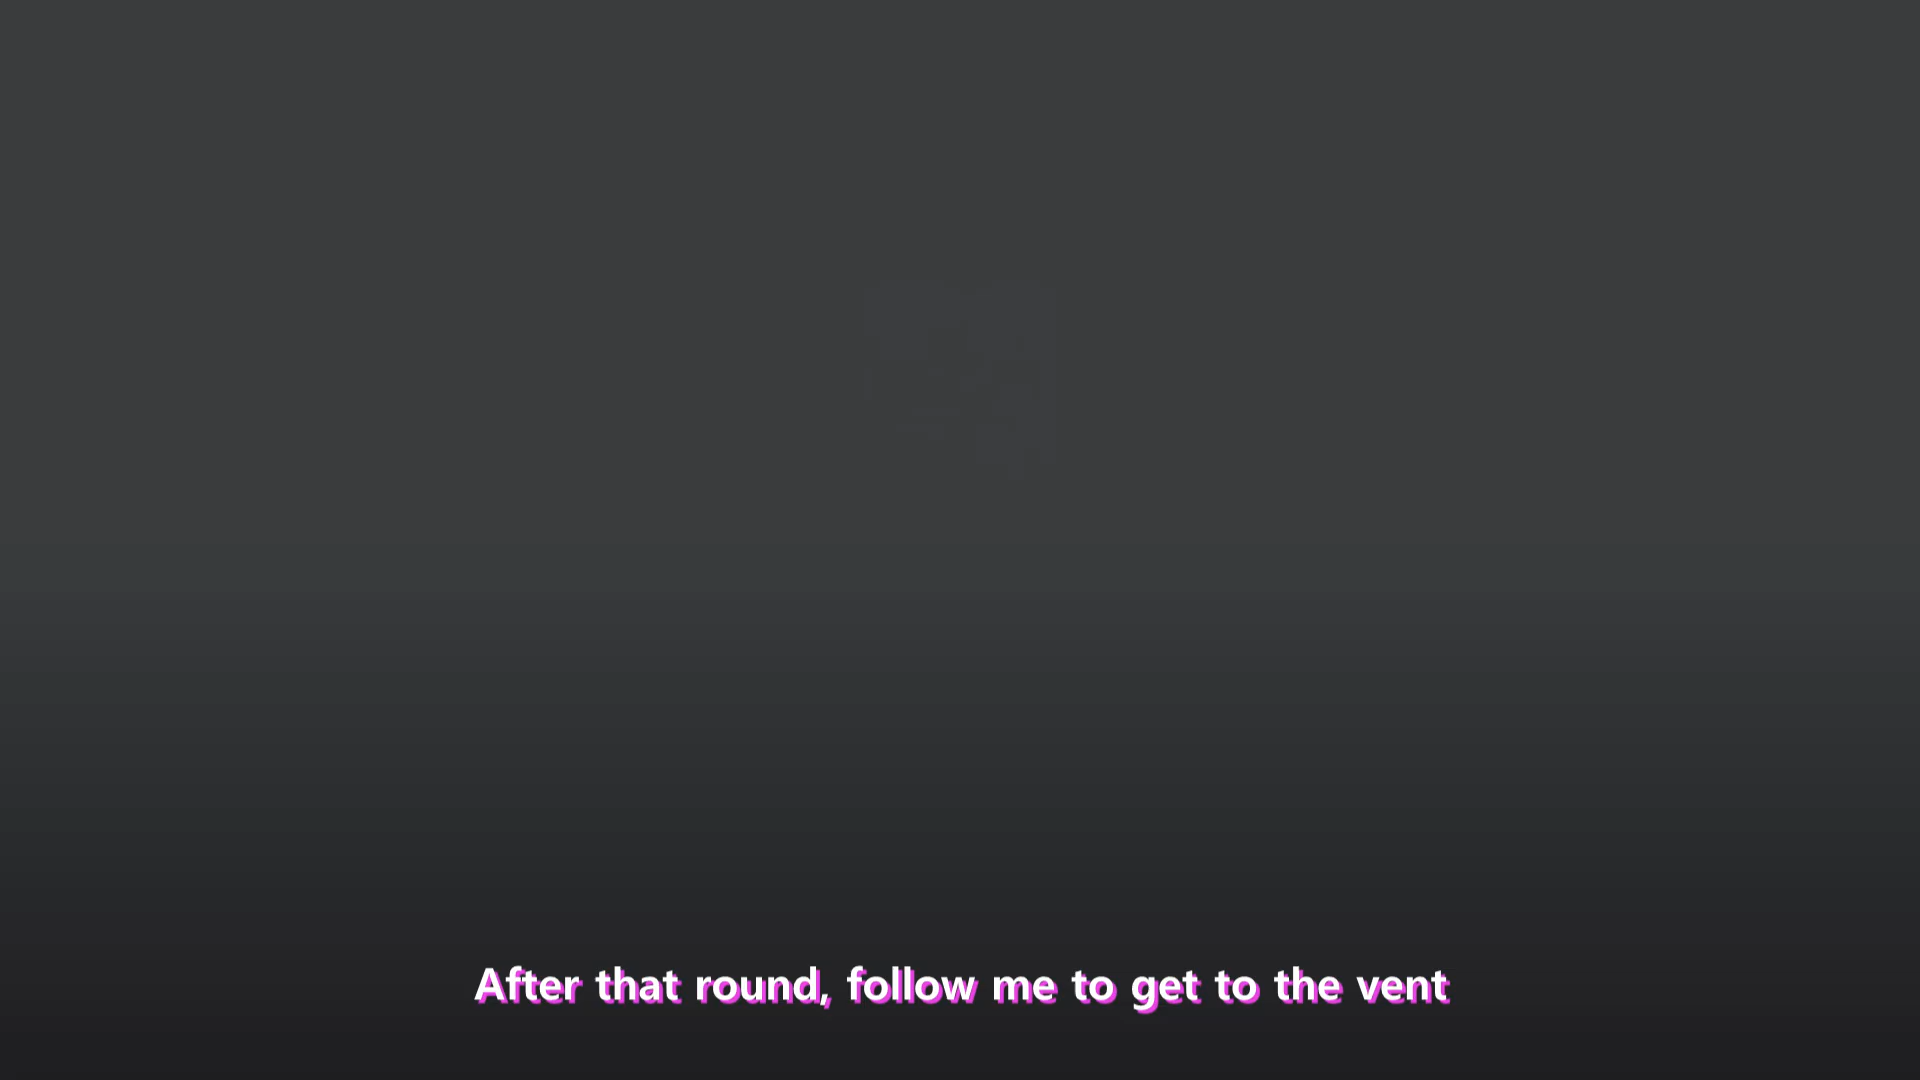 After that round, follow me to get to the vent